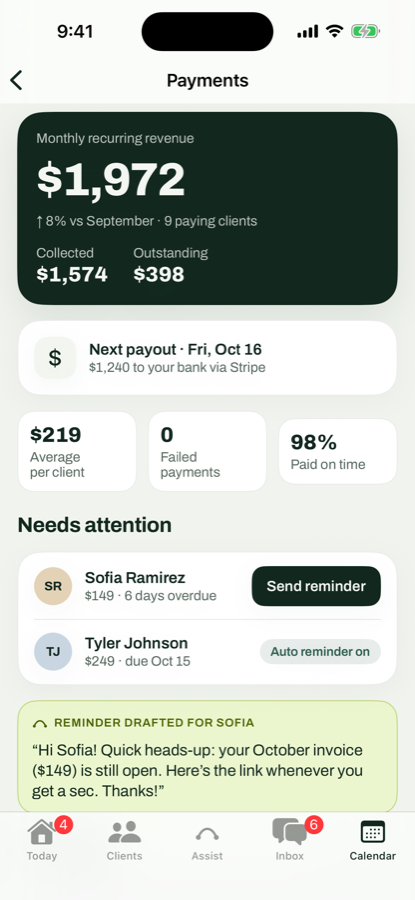 9:41
Payments
Monthly recurring revenue
$1,972
↑ 8% vs September · 9 paying clients
Collected
$1,574
Outstanding
$398
$
Next payout · Fri, Oct 16
$1,240 to your bank via Stripe
$219
Average
per client
0
Failed
payments
98%
Paid on time
Needs attention
SR
Sofia Ramirez
$149 · 6 days overdue
Send reminder
TJ
Tyler Johnson
$249 · due Oct 15
Auto reminder on
REMINDER DRAFTED FOR SOFIA
“Hi Sofia! Quick heads-up: your October invoice
($149) is still open. Here’s the link whenever you
get a sec. Thanks!”
4
Today
Clients
Assist
6
Inbox
Calendar